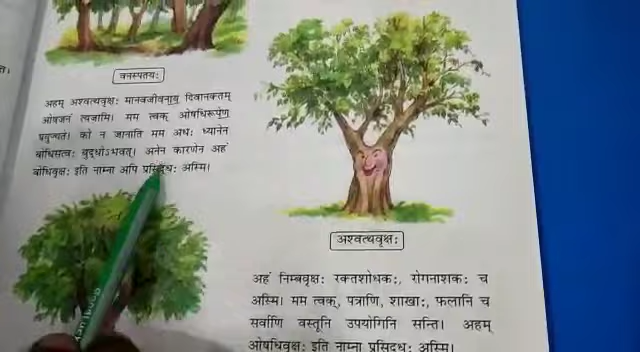 ति।
वनस्पतयः
अहम् अश्वत्थवृक्षः मानवजीवनाय दिवानक्तम्
ओषजनं त्यजामि। मम त्वक् ओषधिरूपेण
प्रयुज्यते। को न जानाति मम अधः ध्यानेन
बोधिसत्वः बुद्धोऽभवत्। अनेन कारणेन अहं
बोधिवृक्षः इति नाम्ना अपि प्रसिद्धः अस्मि।
अश्वत्थवृक्षः
अहं निम्बवृक्षः रक्तशोधकः, रोगनाशकः च
अस्मि। मम त्वक्, पत्राणि, शाखाः, फलानि च
सर्वाणि वस्तूनि उपयोगिनि सन्ति। अहम्
ओषधिवृक्षः इति नाम्ना प्रसिद्धः अस्मि।